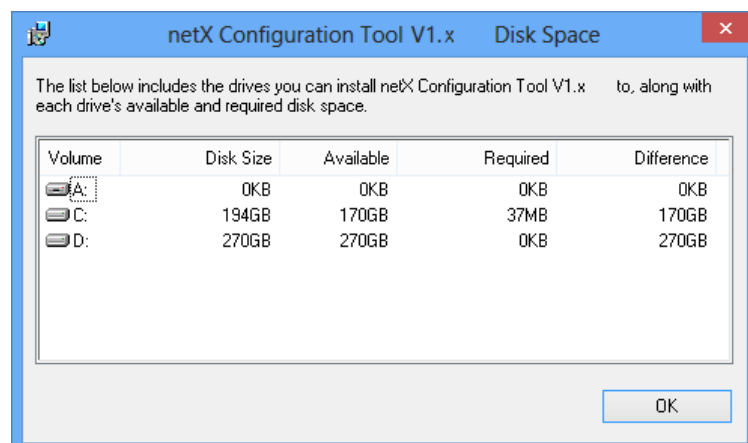 netX Configuration Tool V1.x Disk Space
The list below includes the drives you can install netX Configuration Tool V1.x to, along with
each drive's available and required disk space.
Volume Disk Size Available Required Difference
A: 0KB 0KB 0KB 0KB
C: 194GB 170GB 37MB 170GB
D: 270GB 270GB 0KB 270GB
OK